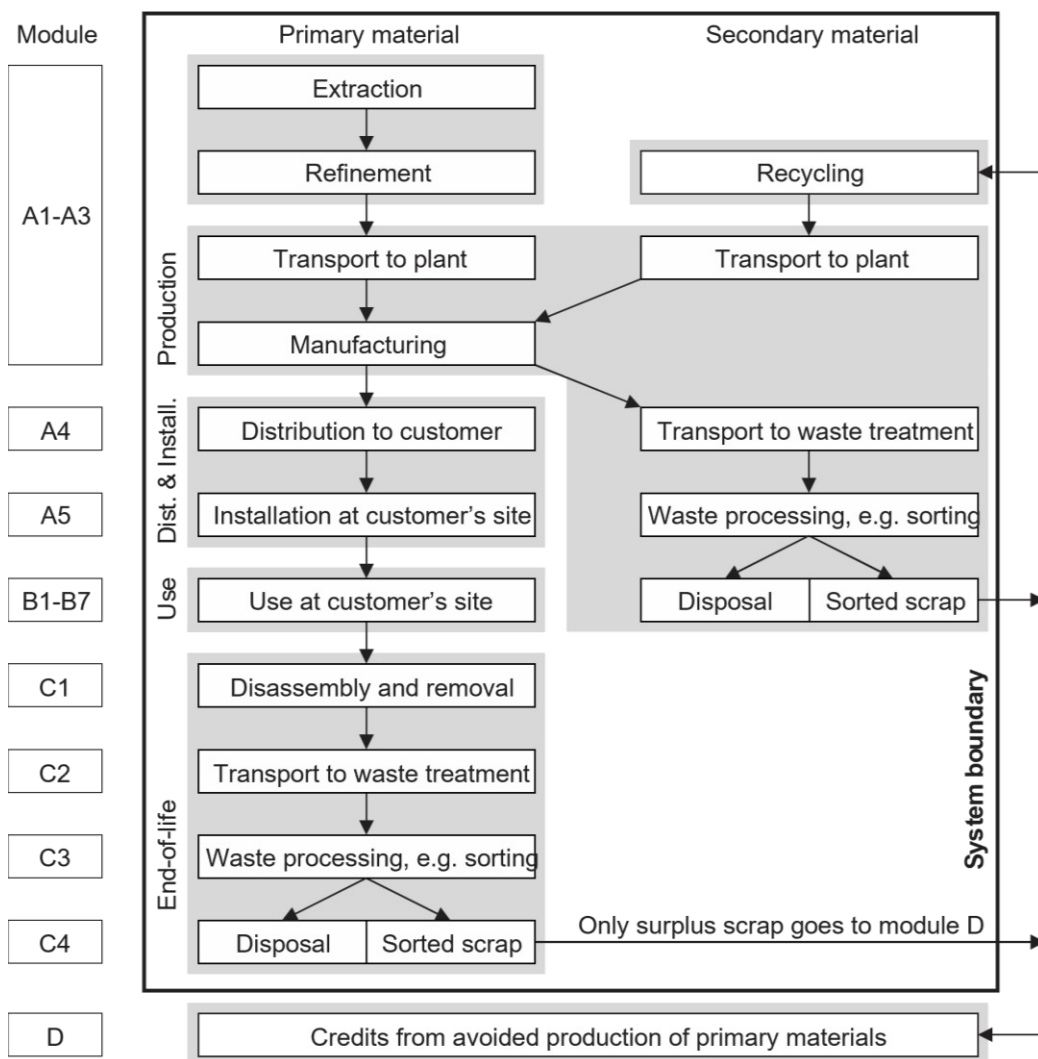 Module
Primary material
Secondary material
A1-A3
Extraction
Refinement
Recycling
Production
Transport to plant
Transport to plant
Manufacturing
A4
Dist. & Install.
Distribution to customer
Transport to waste treatment
A5
Installation at customer's site
Waste processing, e.g. sorting
B1-B7
Use
Use at customer's site
Disposal
Sorted scrap
C1
End-of-life
Disassembly and removal
System boundary
C2
Transport to waste treatment
C3
Waste processing, e.g. sorting
C4
Disposal
Sorted scrap
Only surplus scrap goes to module D
D
Credits from avoided production of primary materials